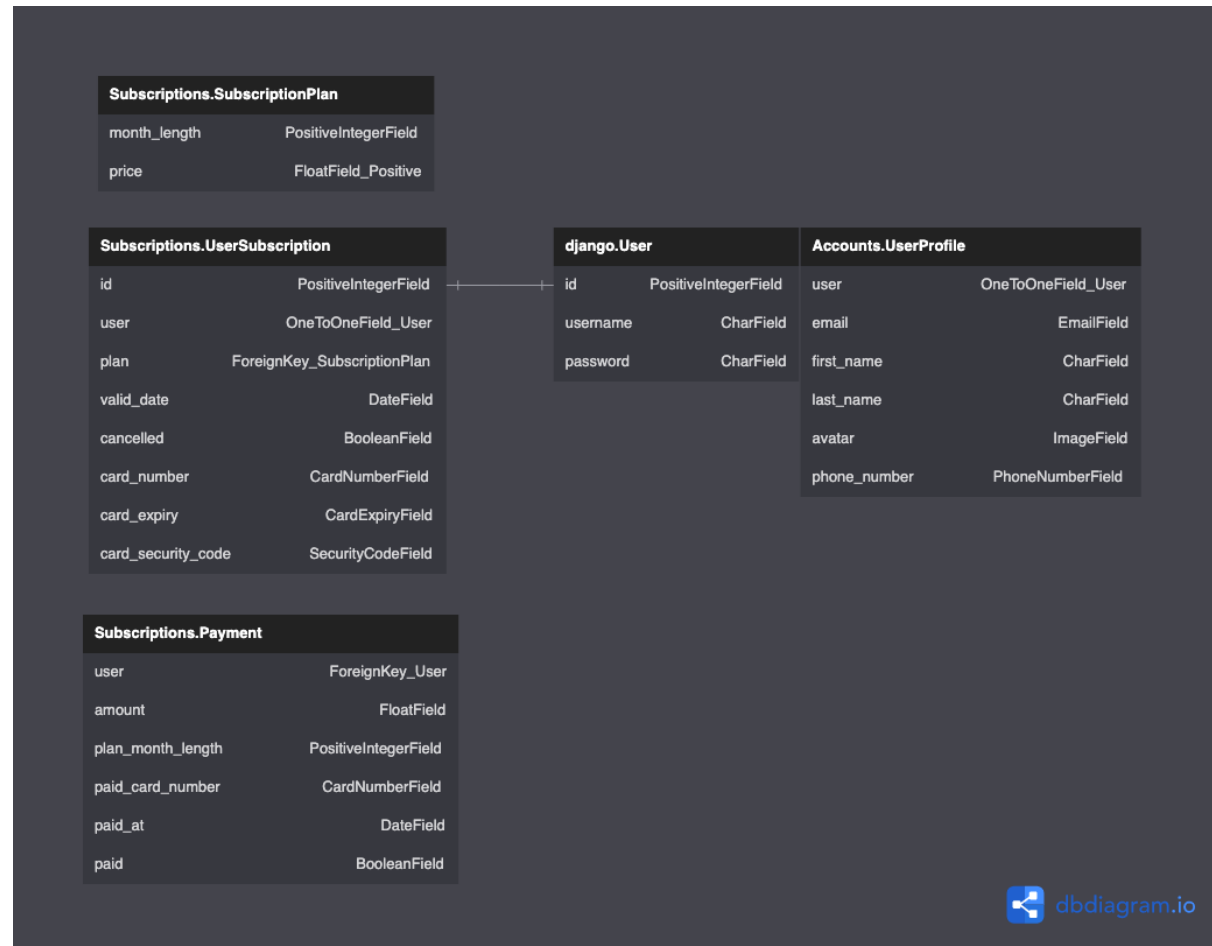 Subscriptions.SubscriptionPlan
month_length PositiveIntegerField
price FloatField_Positive
Subscriptions.UserSubscription
id PositiveIntegerField
user OneToOneField_User
plan ForeignKey_SubscriptionPlan
valid_date DateField
cancelled BooleanField
card_number CardNumberField
card_expiry CardExpiryField
card_security_code SecurityCodeField
django.User
id PositiveIntegerField
username CharField
password CharField
Accounts.UserProfile
user OneToOneField_User
email EmailField
first_name CharField
last_name CharField
avatar ImageField
phone_number PhoneNumberField
Subscriptions.Payment
user ForeignKey_User
amount FloatField
plan_month_length PositiveIntegerField
paid_card_number CardNumberField
paid_at DateField
paid BooleanField
dbdiagram.io